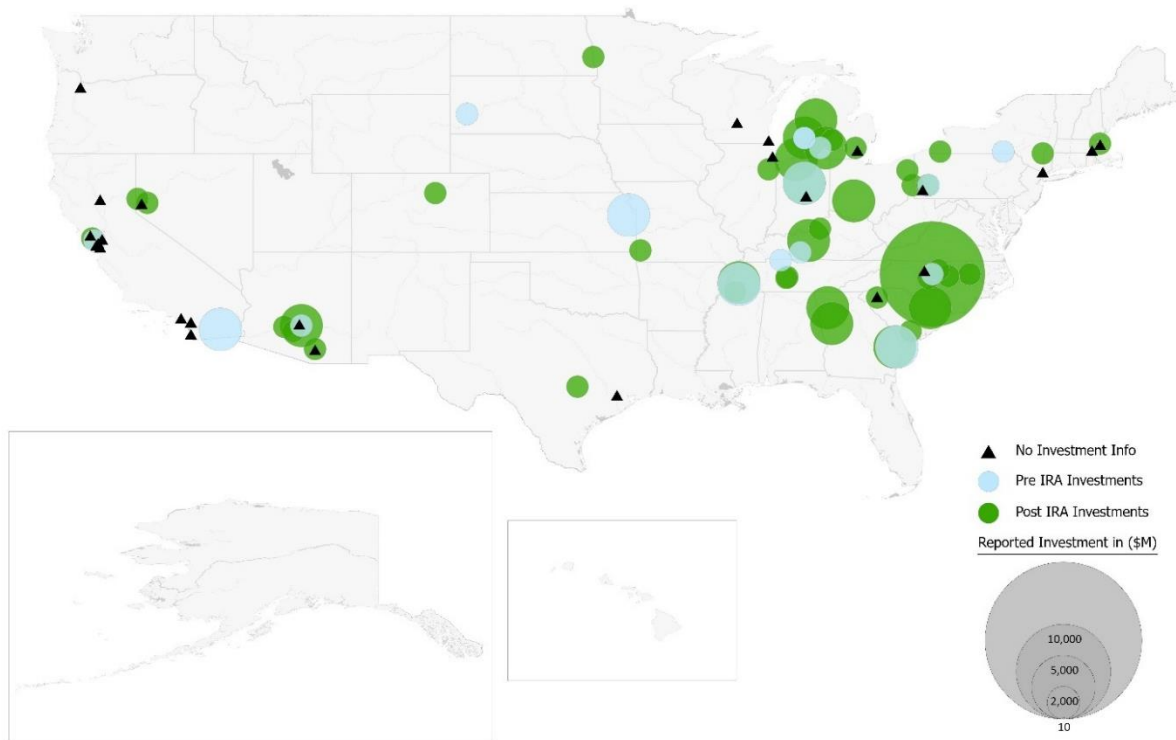 No Investment Info
Pre IRA Investments
Post IRA Investments
Reported Investment in ($M)
10,000
5,000
2,000
10